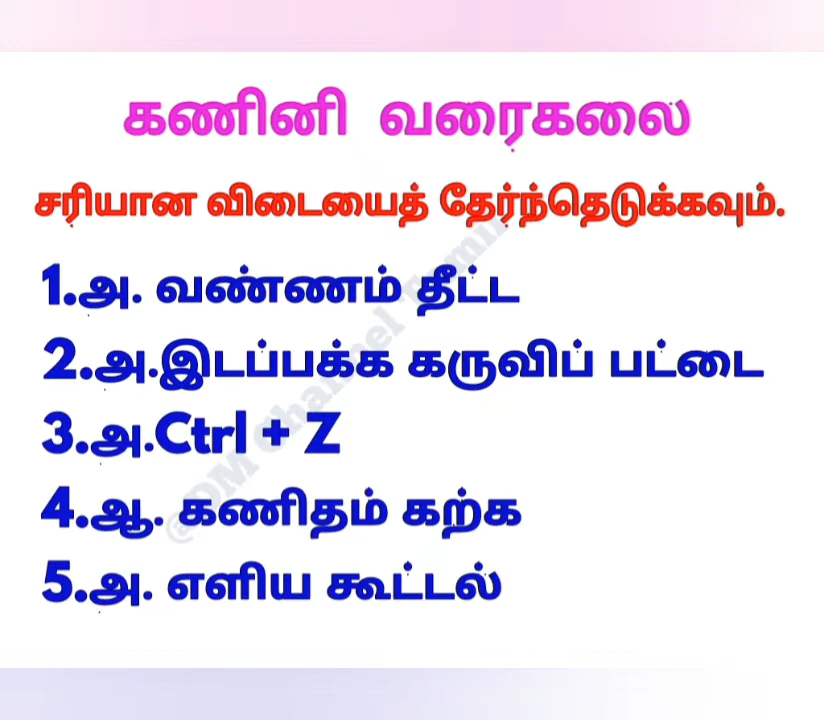 கணினி வரைகலை
சரியான விடையைத் தேர்ந்தெடுக்கவும்.
1.அ. வண்ணம் தீட்ட
2.அ.இடப்பக்க கருவிப் பட்டை
3.அ.Ctrl + Z
4.ஆ. கணிதம் கற்க
5.அ. எளிய கூட்டல்